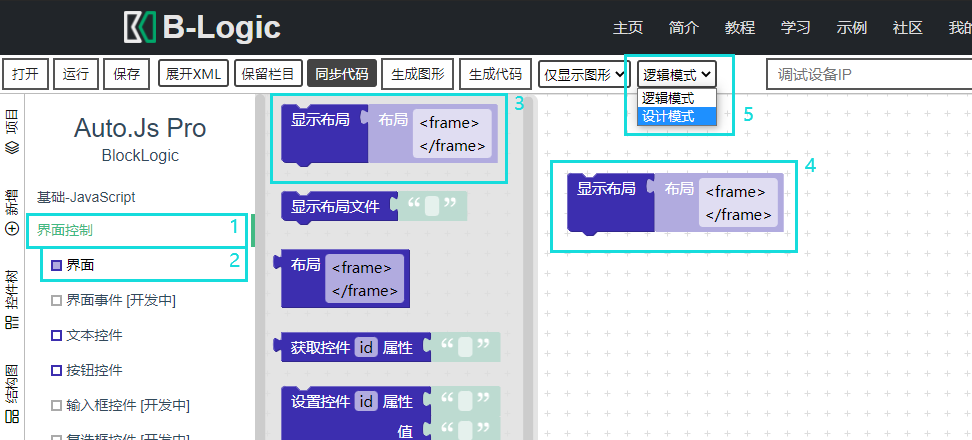 B-Logic
主页 简介 教程 学习 示例 社区 我的
打开 运行 保存 展开XML 保留栏目 同步代码 生成图形 生成代码 仅显示图形 逻辑模式 调试设备IP
逻辑模式
设计模式
5
项目
新增
控件树
结构图
Auto.Js Pro
BlockLogic
基础-JavaScript
界面控制 1
界面 2
界面事件 [开发中]
文本控件
按钮控件
输入框控件 [开发中]
复选框控件 [开发中]
3
显示布局 布局 <frame>
</frame>
显示布局文件 “ ”
布局 <frame>
</frame>
获取控件 id 属性 “ ”
设置控件 id 属性 “ ”
值 “ ”
4
显示布局 布局 <frame>
</frame>